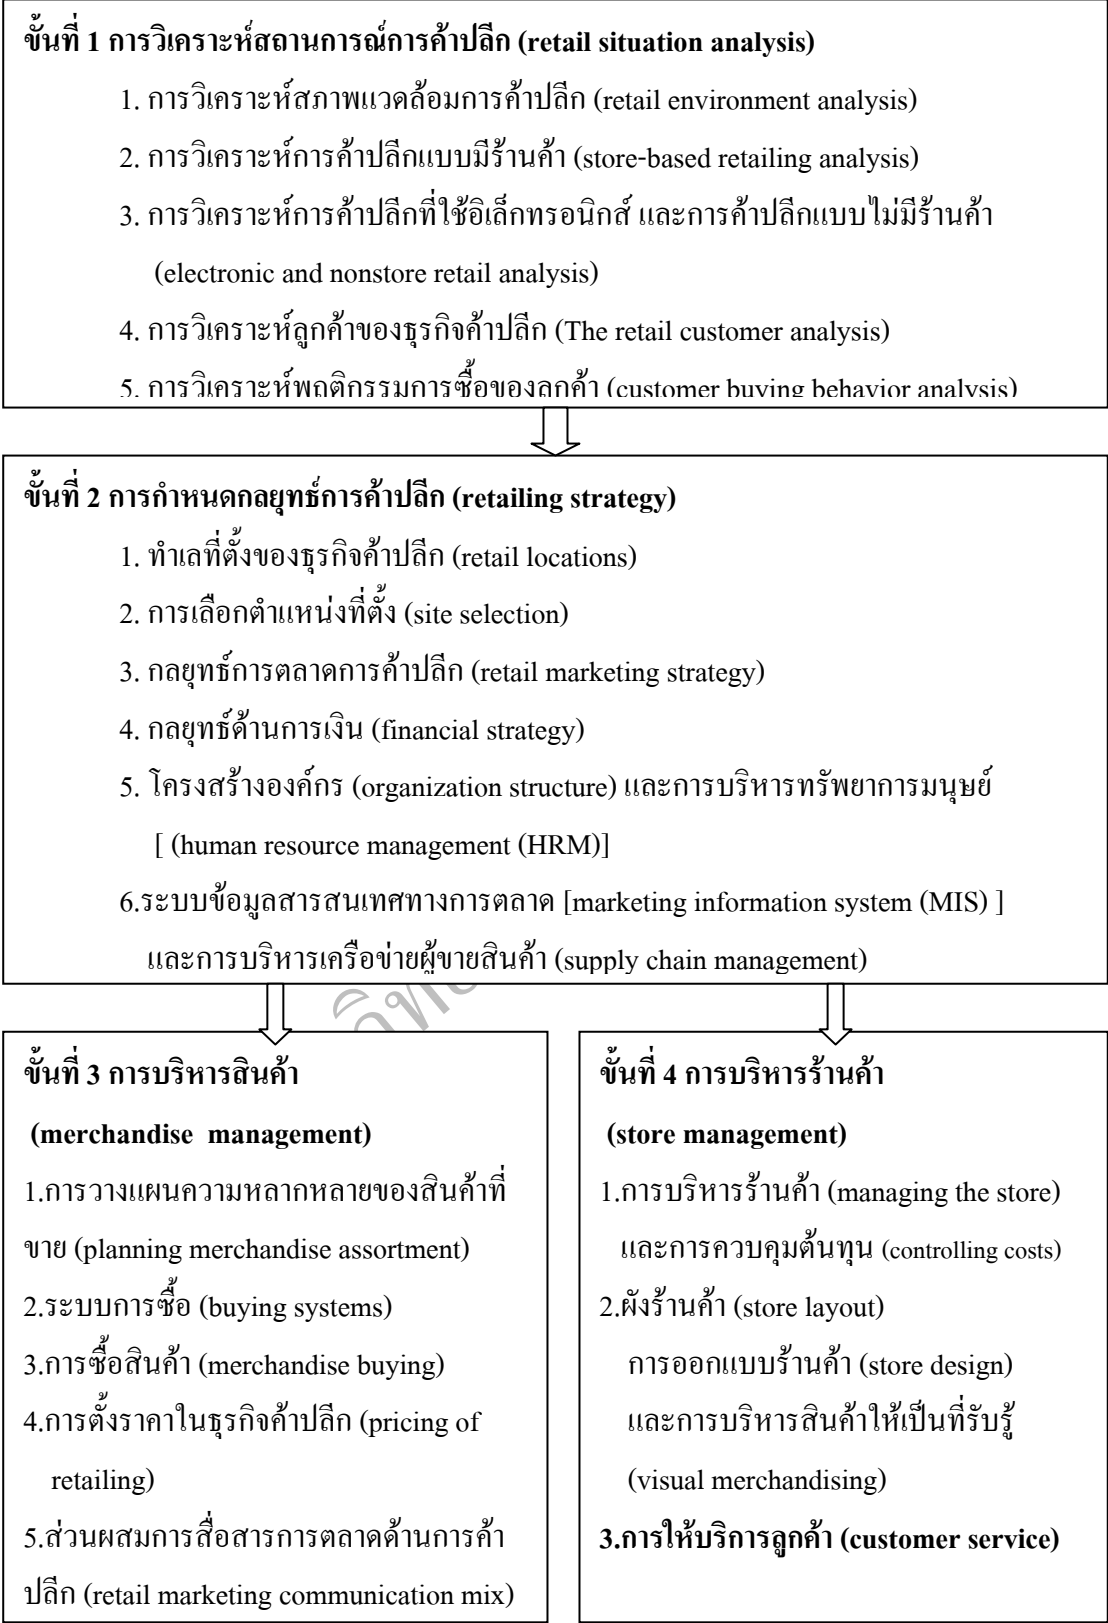 ขั้นที่ 1 การวิเคราะห์สถานการณ์การค้าปลีก (retail situation analysis)
1. การวิเคราะห์สภาพแวดล้อมการค้าปลีก (retail environment analysis)
2. การวิเคราะห์การค้าปลีกแบบมีร้านค้า (store-based retailing analysis)
3. การวิเคราะห์การค้าปลีกที่ใช้อิเล็กทรอนิกส์ และการค้าปลีกแบบไม่มีร้านค้า
(electronic and nonstore retail analysis)
4. การวิเคราะห์ลูกค้าของธุรกิจค้าปลีก (The retail customer analysis)
5. การวิเคราะห์พฤติกรรมการซื้อของลูกค้า (customer buying behavior analysis)
ขั้นที่ 2 การกำหนดกลยุทธ์การค้าปลีก (retailing strategy)
1. ทำเลที่ตั้งของธุรกิจค้าปลีก (retail locations)
2. การเลือกตำแหน่งที่ตั้ง (site selection)
3. กลยุทธ์การตลาดการค้าปลีก (retail marketing strategy)
4. กลยุทธ์ด้านการเงิน (financial strategy)
5. โครงสร้างองค์กร (organization structure) และการบริหารทรัพยาการมนุษย์
[ (human resource management (HRM)]
6.ระบบข้อมูลสารสนเทศทางการตลาด [marketing information system (MIS) ]
และการบริหารเครือข่ายผู้ขายสินค้า (supply chain management)
ขั้นที่ 3 การบริหารสินค้า
(merchandise management)
1.การวางแผนความหลากหลายของสินค้าที่
ขาย (planning merchandise assortment)
2.ระบบการซื้อ (buying systems)
3.การซื้อสินค้า (merchandise buying)
4.การตั้งราคาในธุรกิจค้าปลีก (pricing of
retailing)
5.ส่วนผสมการสื่อสารการตลาดด้านการค้า
ปลีก (retail marketing communication mix)
ขั้นที่ 4 การบริหารร้านค้า
(store management)
1.การบริหารร้านค้า (managing the store)
และการควบคุมต้นทุน (controlling costs)
2.ผังร้านค้า (store layout)
การออกแบบร้านค้า (store design)
และการบริหารสินค้าให้เป็นที่รับรู้
(visual merchandising)
3.การให้บริการลูกค้า (customer service)